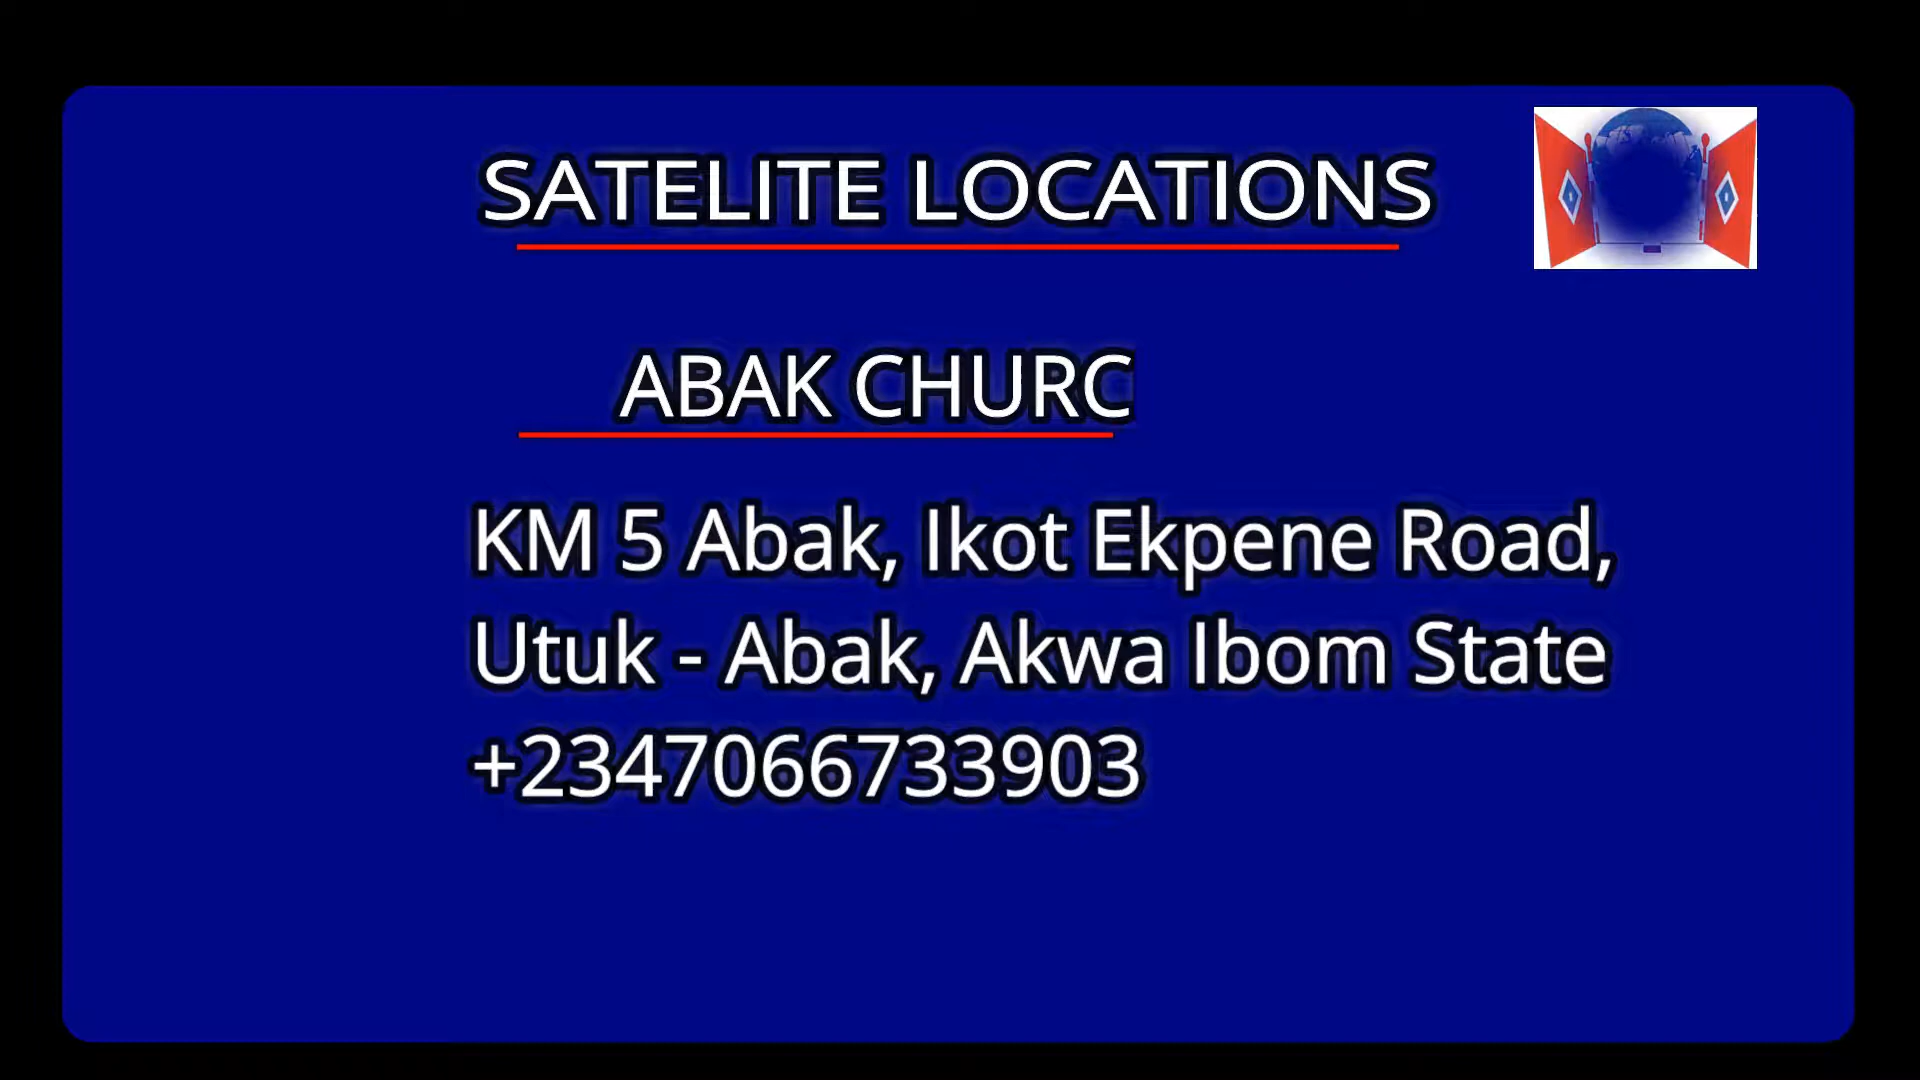 SATELITE LOCATIONS
ABAK CHURC
KM 5 Abak, Ikot Ekpene Road,
Utuk - Abak, Akwa Ibom State
+2347066733903